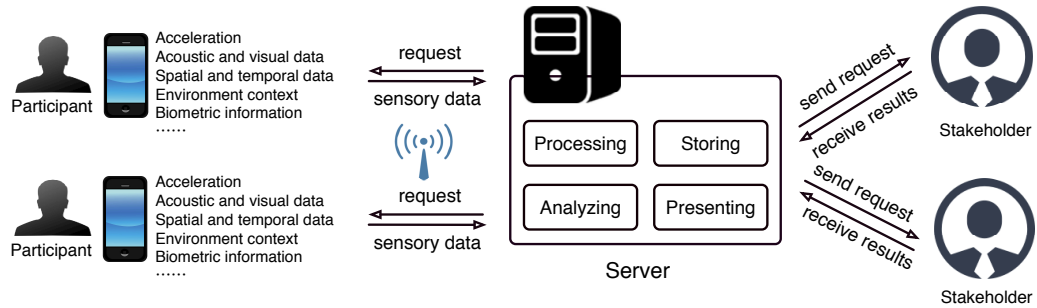 Acceleration
Acoustic and visual data
Spatial and temporal data
Environment context
Biometric information
......
Participant
request
sensory data
Processing
Storing
Analyzing
Presenting
Server
send request
receive results
Stakeholder
Acceleration
Acoustic and visual data
Spatial and temporal data
Environment context
Biometric information
......
Participant
request
sensory data
send request
receive results
Stakeholder